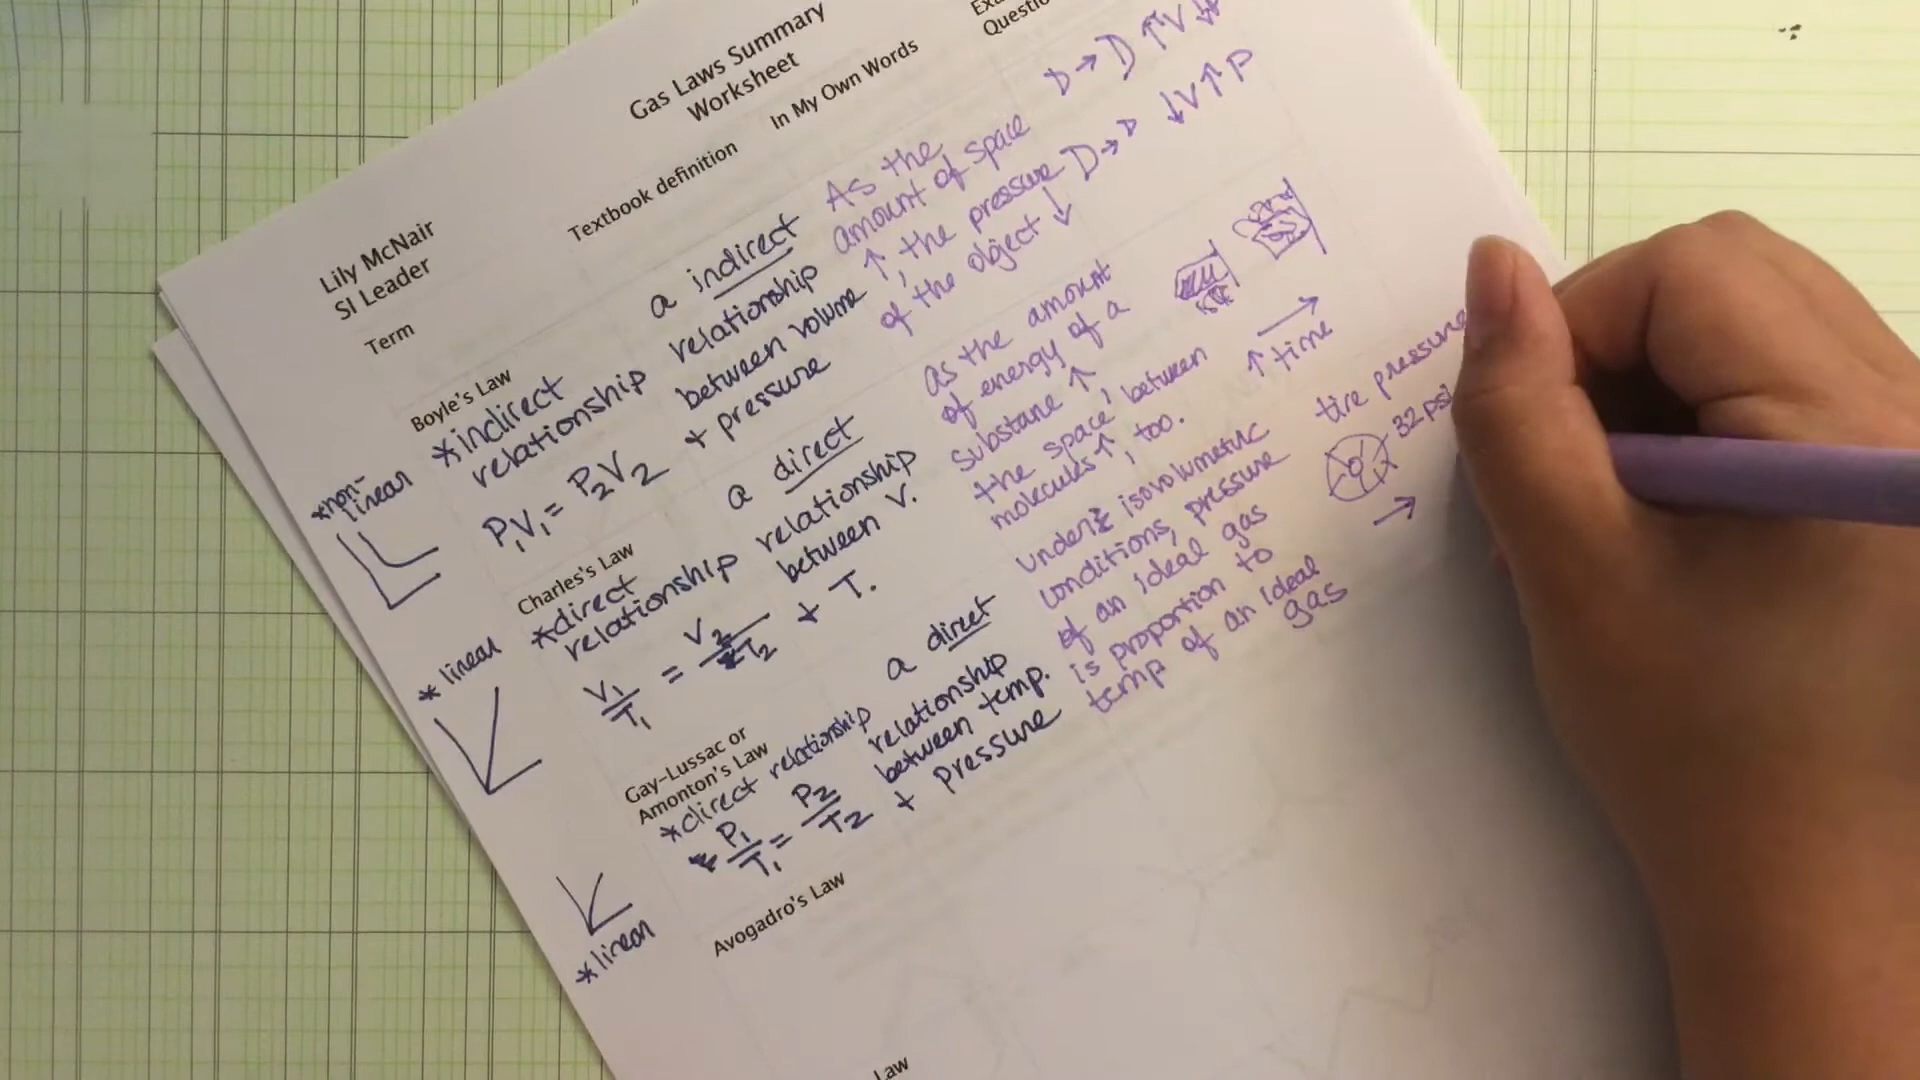 Lily McNair
SI Leader
Gas Laws Summary
Worksheet
Term
Textbook definition
In My Own Words
Boyle's Law
*indirect
relationship
P₁V₁ = P₂V₂
*non-
linear
a indirect
relationship
between volume
+ pressure
As the
amount of space
↑, the pressure
of the object ↓
D → D ↑V
D → D ↓V ↑P
Charles's Law
*direct
relationship
V₁/T₁ = V₂/T₂
* linear
a direct
relationship
between V.
+ T.
as the amount
of energy of a
substane ↑,
the space between
molecules ↑, too.
→
↑ time
Gay-Lussac or
Amonton's Law
*direct relationship
P₁/T₁ = P₂/T₂
*linear
a direct
relationship
between temp.
+ pressure
under isovolumetric
conditions, pressure
of an ideal gas
is proportion to
temp of an ideal
gas
tire pressure
32 psi
→
Avogadro's Law
Law